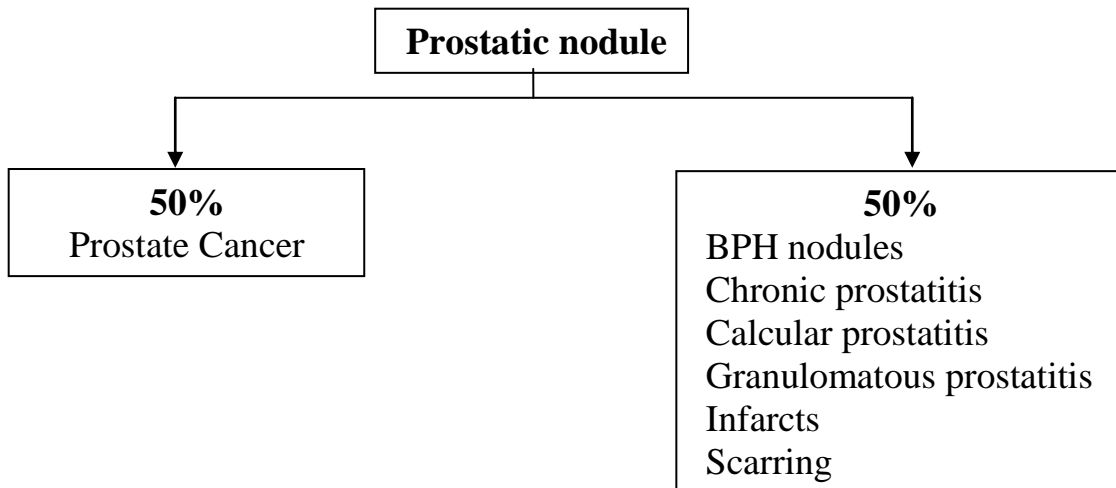 Prostatic nodule
50%
Prostate Cancer
50%
BPH nodules
Chronic prostatitis
Calcular prostatitis
Granulomatous prostatitis
Infarcts
Scarring